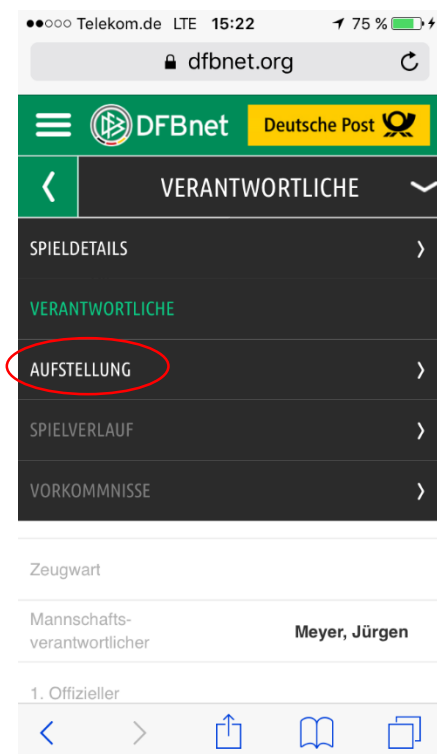 Telekom.de LTE 15:22 75 %
dfbnet.org
DFBnet Deutsche Post
VERANTWORTLICHE
SPIELDETAILS
VERANTWORTLICHE
AUFSTELLUNG
SPIELVERLAUF
VORKOMMNISSE
Zeugwart
Mannschafts-
verantwortlicher Meyer, Jürgen
1. Offizieller